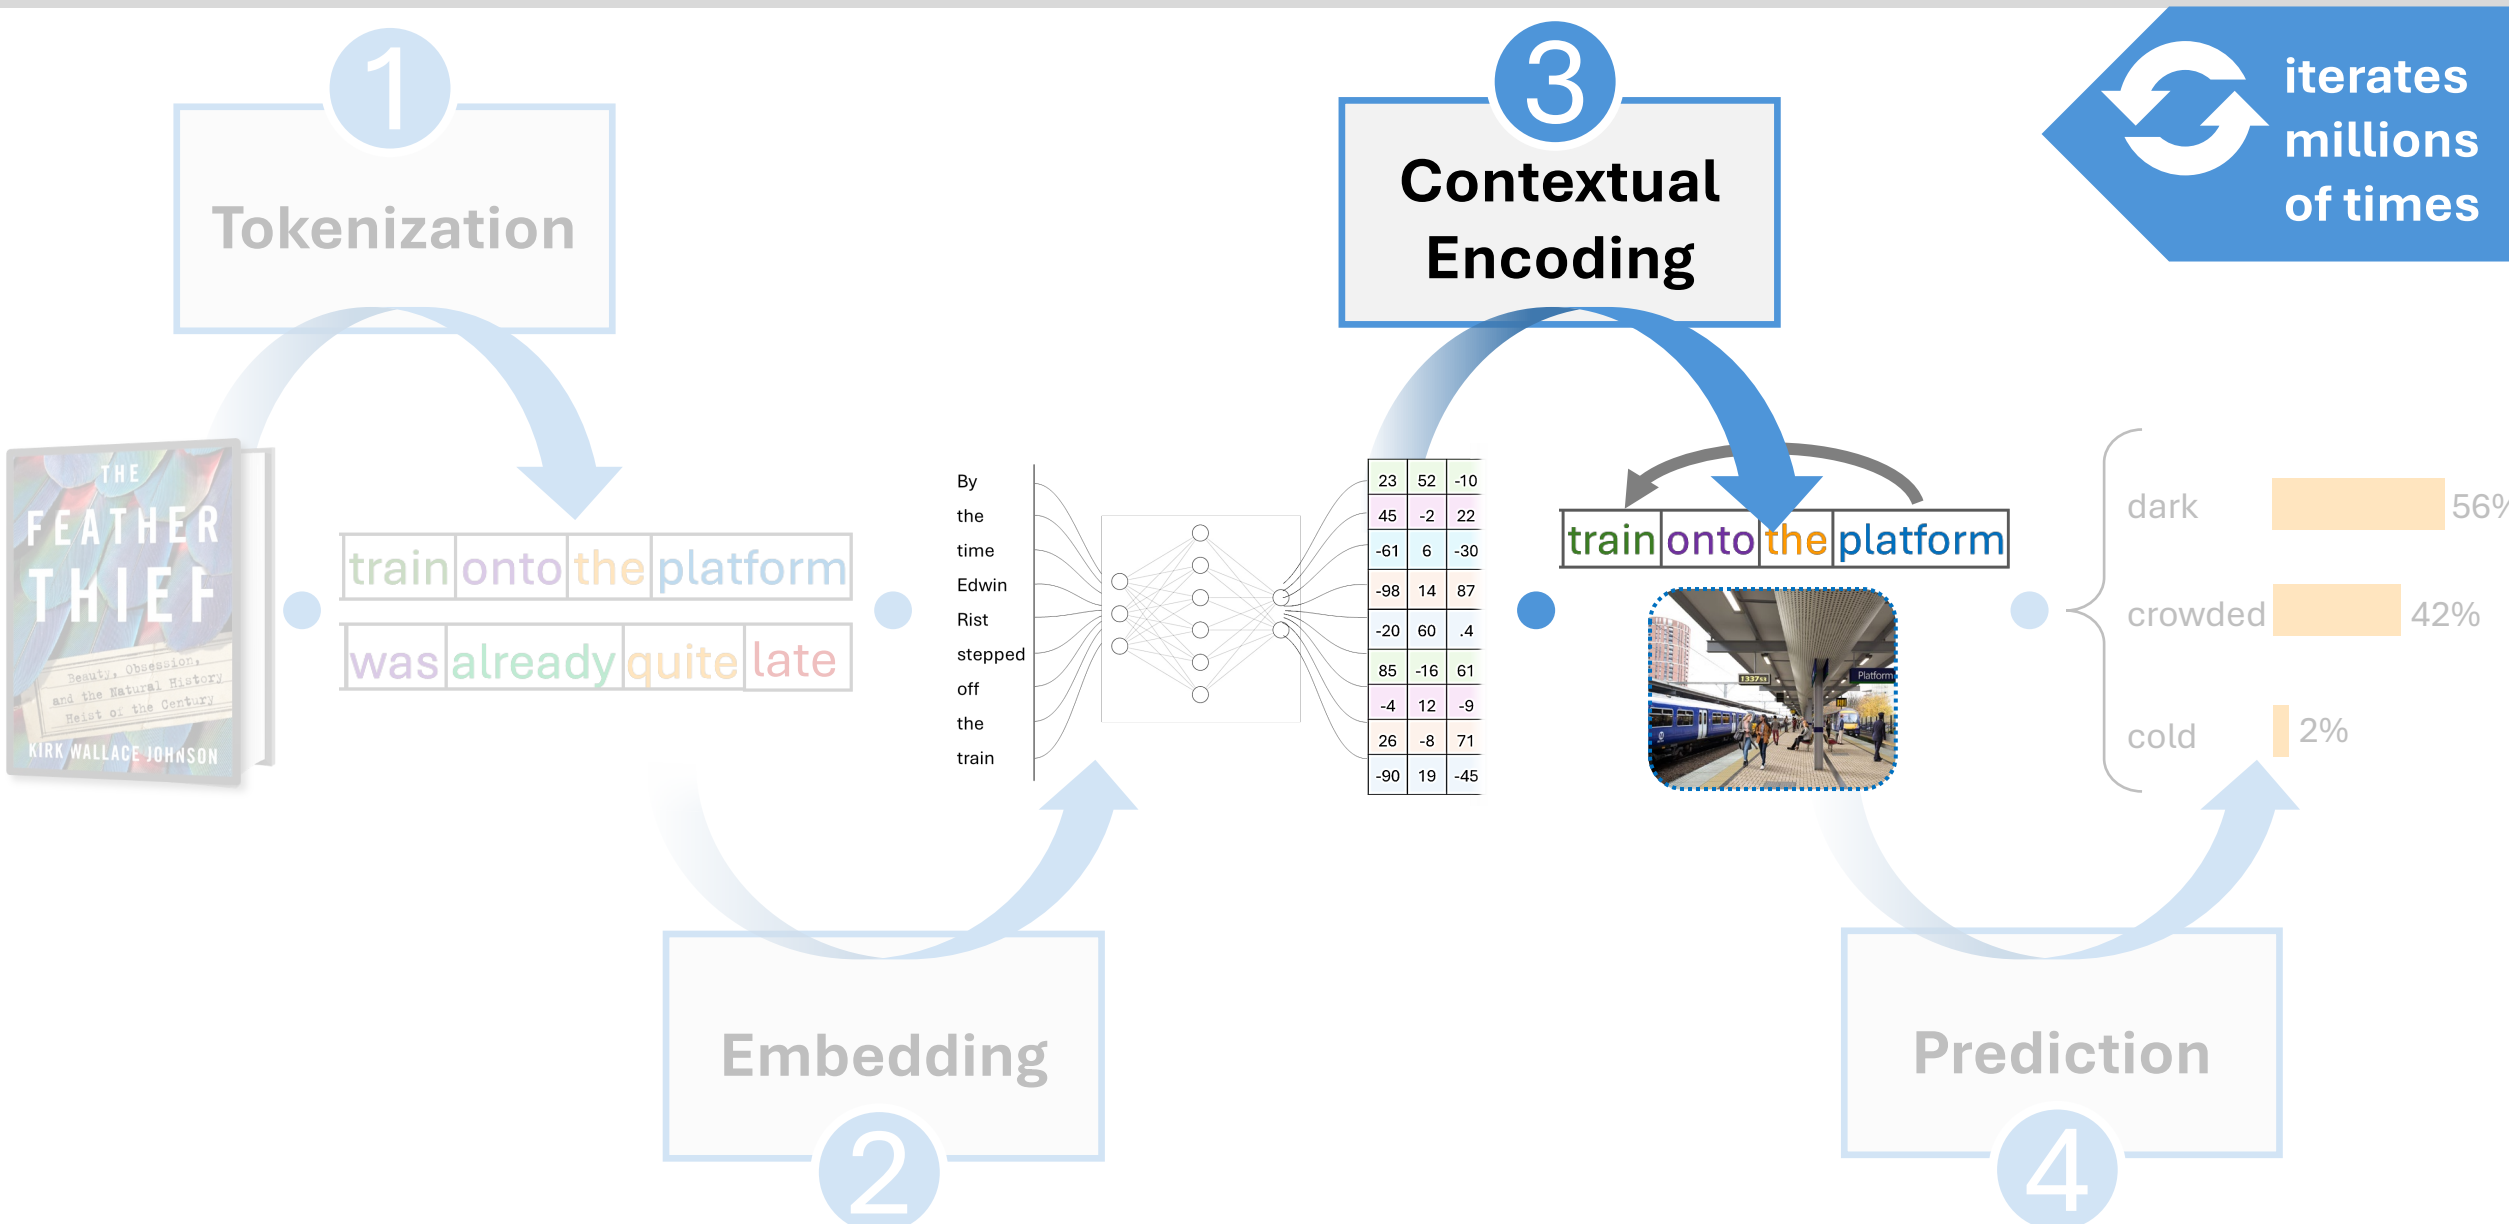 1
Tokenization
3
Contextual
Encoding
iterates
millions
of times
THE
FEATHER
THIEF
Beauty, Obsession,
and the Natural History
Heist of the Century
KIRK WALLACE JOHNSON
train onto the platform
was already quite late
By
the
time
Edwin
Rist
stepped
off
the
train
23 52 -10
45 -2 22
-61 6 -30
-98 14 87
-20 60 .4
85 -16 61
-4 12 -9
26 -8 71
-90 19 -45
train onto the platform
Platform
dark 56%
crowded 42%
cold 2%
Embedding
2
Prediction
4